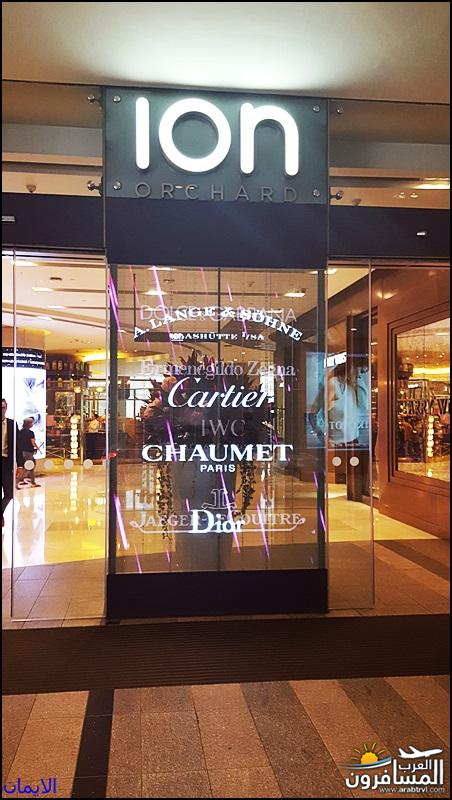 ion
ORCHARD
DOLCE & GABBANA
A. LANGE & SÖHNE
GLASHÜTTE I/SA
Ermenegildo Zegna
Cartier
IWC
CHAUMET
PARIS
JAEGER-LECOULTRE
Dior
الايمان
العرب
المسافرون
www.arabtrvl.com